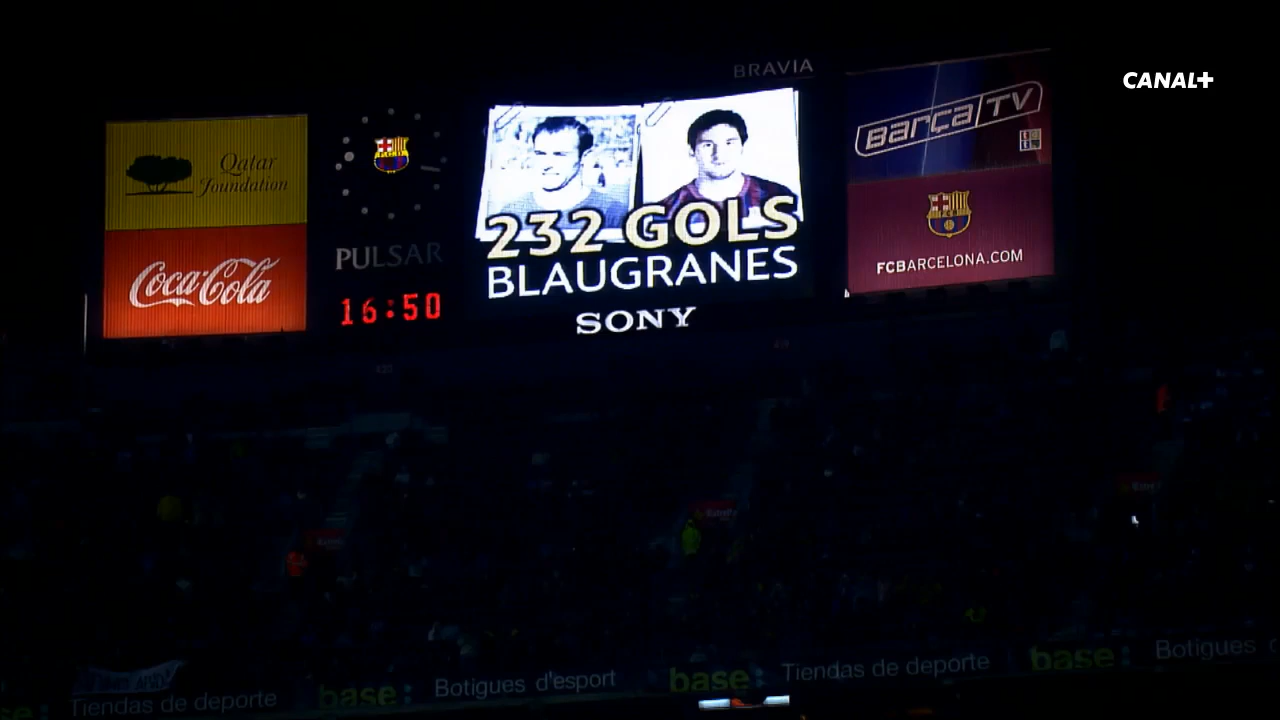 CANAL+
BRAVIA
Qatar
Foundation
Coca-Cola
PULSAR
16:50
232 GOLS
BLAUGRANES
SONY
Barça TV
FCB
FCBARCELONA.COM
Tiendas de deporte
base:
Botigues d'esport
base:
Tiendas de deporte
base:
Botigues